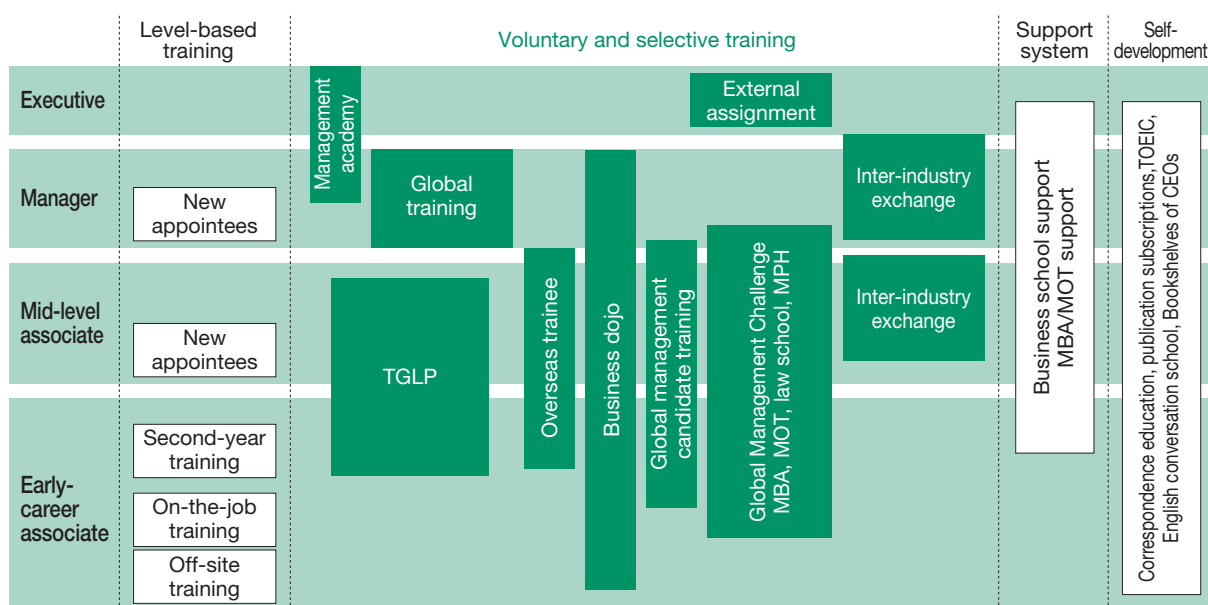 Level-based
training
Voluntary and selective training
Support
system
Self-
development
Executive
Manager
Mid-level
associate
Early-
career
associate
New
appointees
New
appointees
Second-year
training
On-the-job
training
Off-site
training
Management
academy
Global
training
TGLP
Overseas trainee
Business dojo
Global management
candidate training
External
assignment
Global Management Challenge
MBA, MOT, law school, MPH
Inter-industry
exchange
Inter-industry
exchange
Business school support
MBA/MOT support
Correspondence education, publication subscriptions,TOEIC,
English conversation school, Bookshelves of CEOs